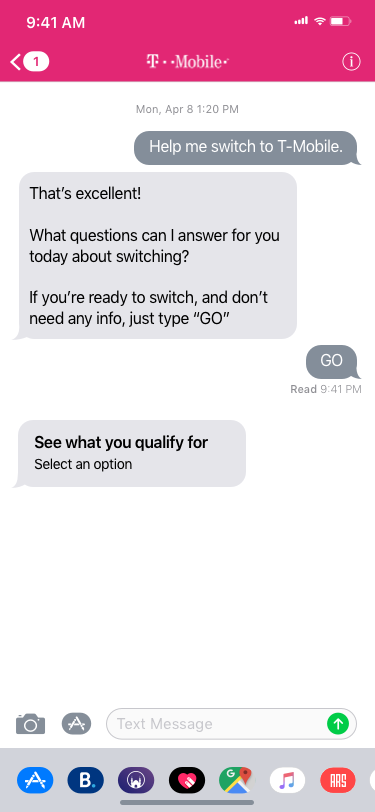 9:41 AM
1
T··Mobile·
Mon, Apr 8 1:20 PM
Help me switch to T-Mobile.
That’s excellent!
What questions can I answer for you
today about switching?
If you’re ready to switch, and don’t
need any info, just type “GO”
GO
Read 9:41 PM
See what you qualify for
Select an option
Text Message
B.
G
ARS